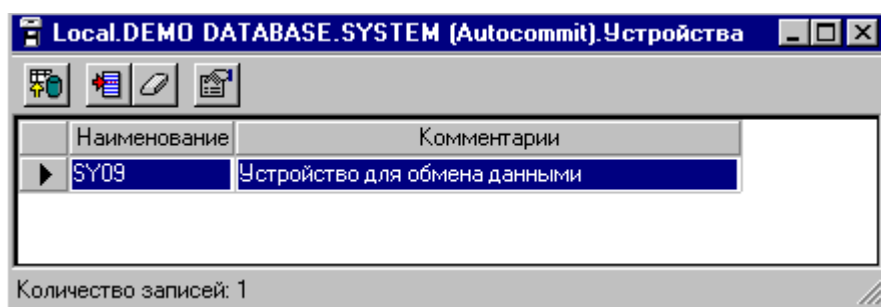 Local.DEMO DATABASE.SYSTEM (Autocommit).Устройства
Наименование Комментарии
SY09 Устройство для обмена данными
Количество записей: 1